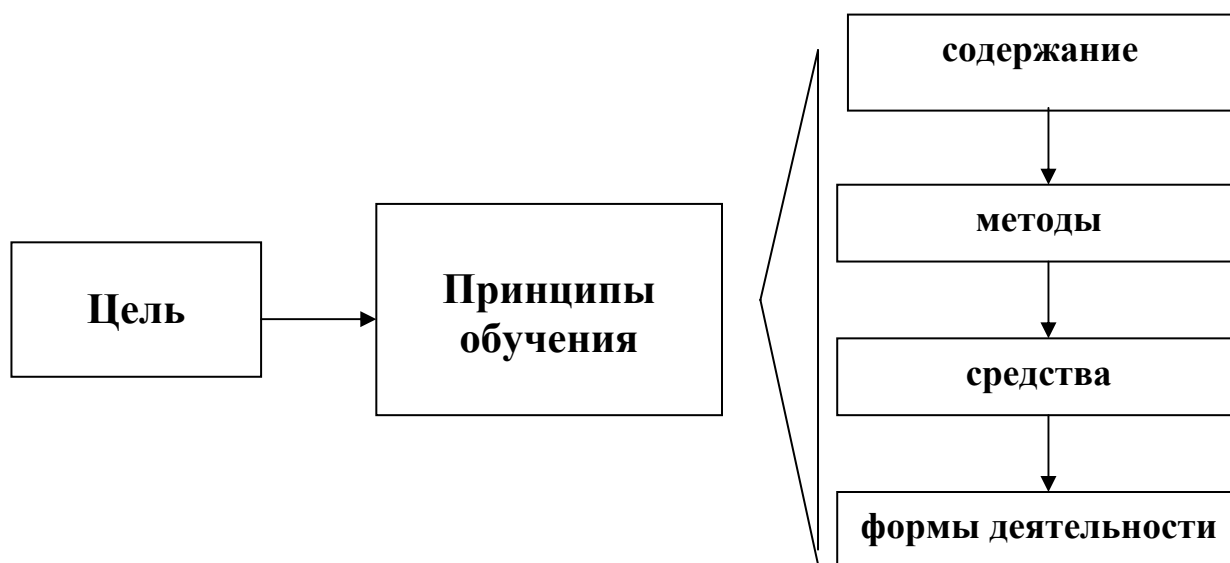 содержание
методы
Цель
Принципы
обучения
средства
формы деятельности